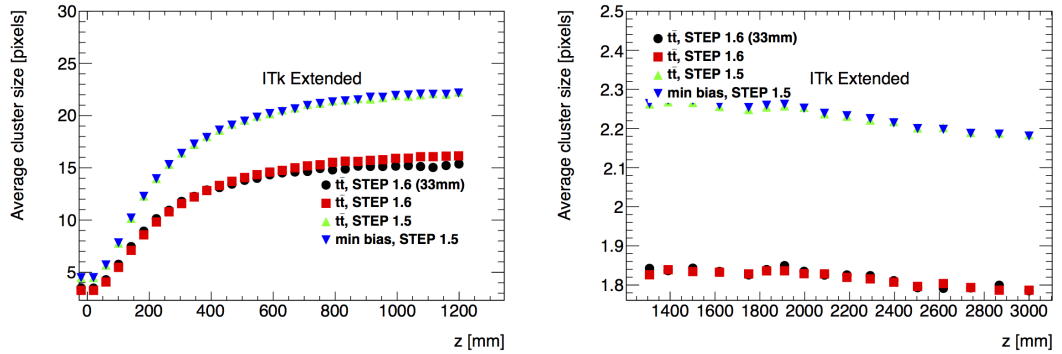 Average cluster size [pixels]
30
25
20
15
10
5
ITk Extended
tt̄, STEP 1.6 (33mm)
tt̄, STEP 1.6
tt̄, STEP 1.5
min bias, STEP 1.5
0 200 400 600 800 1000 1200
z [mm]
Average cluster size [pixels]
2.5
2.4
2.3
2.2
2.1
2
1.9
1.8
tt̄, STEP 1.6 (33mm)
tt̄, STEP 1.6
tt̄, STEP 1.5
min bias, STEP 1.5
ITk Extended
1400 1600 1800 2000 2200 2400 2600 2800 3000
z [mm]